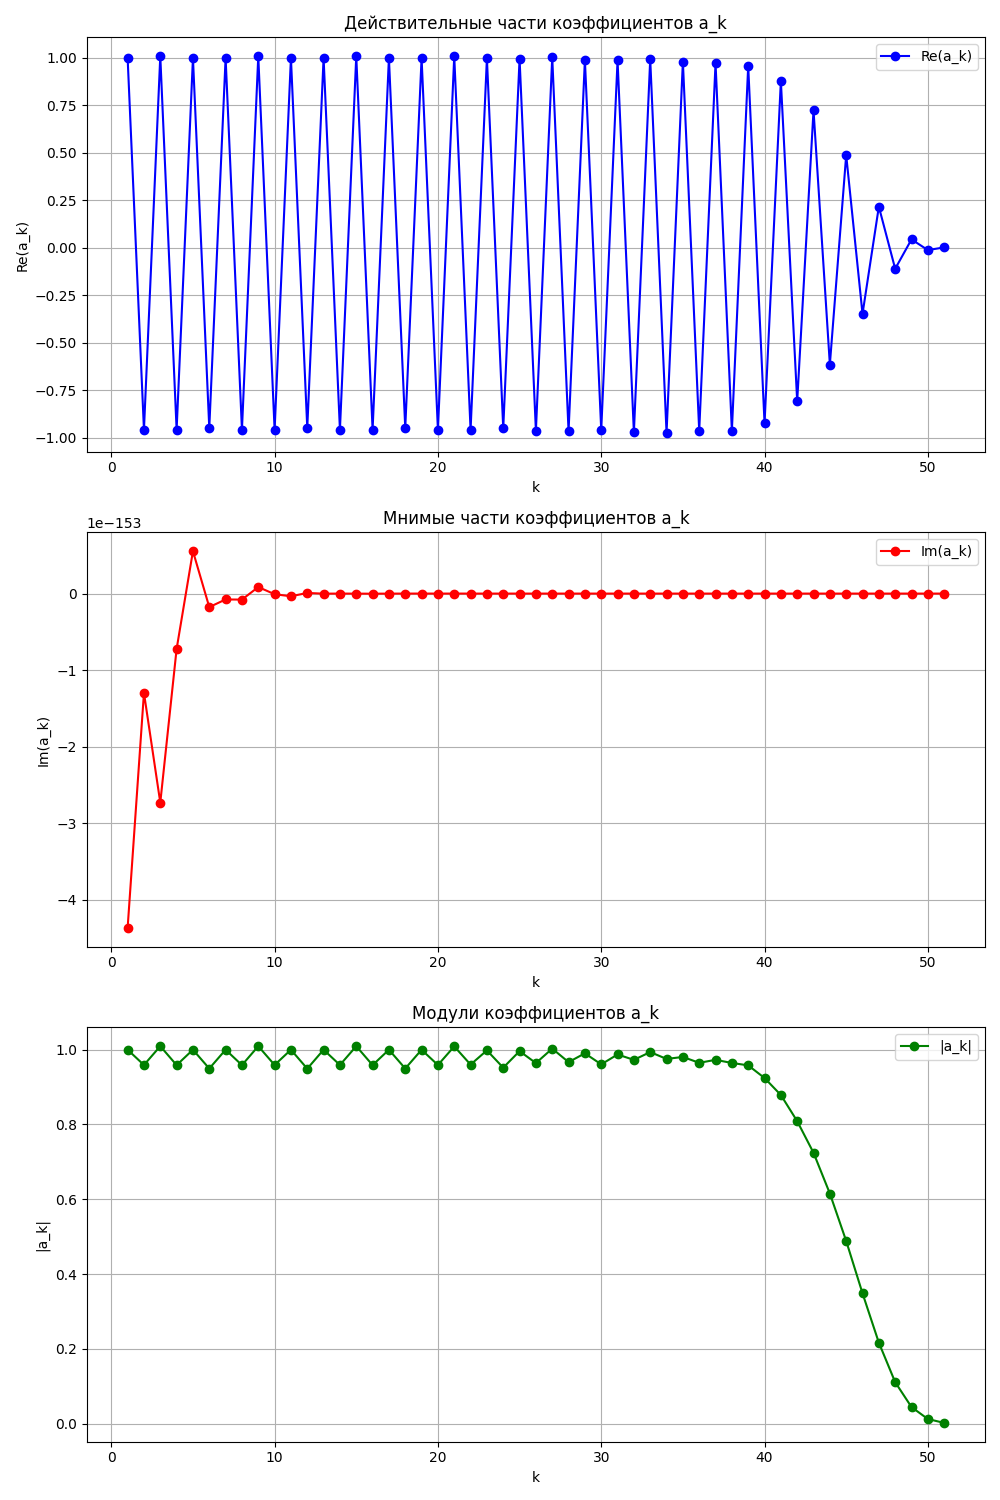 Действительные части коэффициентов a_k
Re(a_k)
1.00
0.75
0.50
0.25
0.00
−0.25
−0.50
−0.75
−1.00
Re(a_k)
0 10 20 30 40 50
k
Мнимые части коэффициентов a_k
1e−153
Im(a_k)
0
−1
−2
−3
−4
Im(a_k)
0 10 20 30 40 50
k
Модули коэффициентов a_k
|a_k|
1.0
0.8
0.6
0.4
0.2
0.0
|a_k|
0 10 20 30 40 50
k